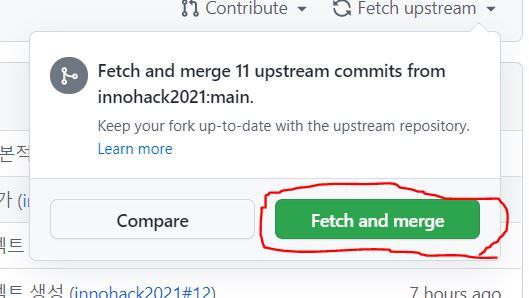 Contribute Fetch upstream
Fetch and merge 11 upstream commits from
innohack2021:main.
Keep your fork up-to-date with the upstream repository.
Learn more
본적
가 (in
Compare Fetch and merge
젝트
젝트 생성 (innohack2021#12) 7 hours ago